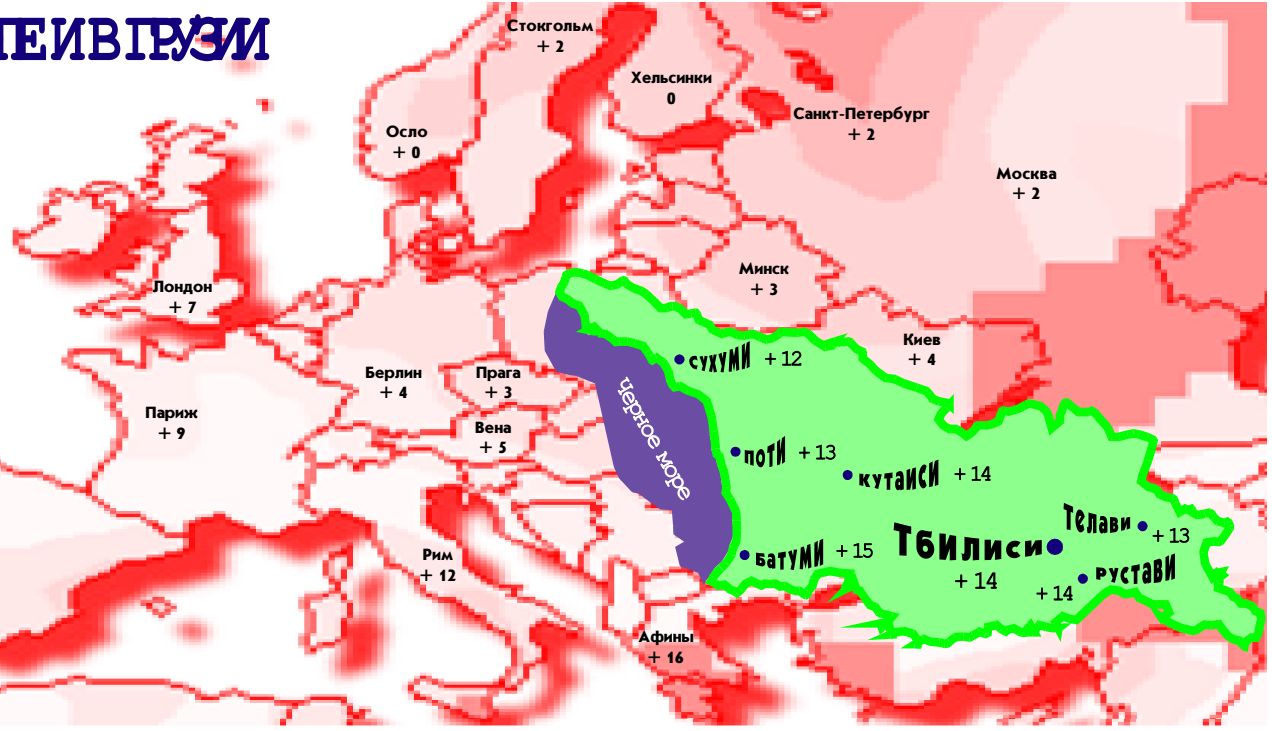 Стокгольм
+ 2
Хельсинки
0
Санкт-Петербург
+ 2
Осло
+ 0
Москва
+ 2
Минск
+ 3
Лондон
+ 7
Киев
+ 4
сухуми +12
Берлин
+ 4
Прага
+ 3
Черное море
Париж
+ 9
Вена
+ 5
поти +13
кутаиси +14
Телави
+13
Тбилиси
+14
батуми +15
Рим
+ 12
рустави
+14
Афины
+ 16